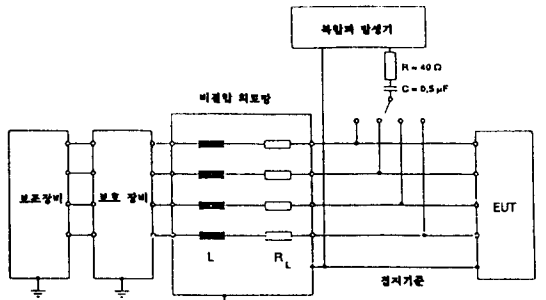 복합파 발생기
R ≈ 40 Ω
C = 0,5 μF
비결합 회로망
보조장비
보호 장비
EUT
L
R_L
접지기준